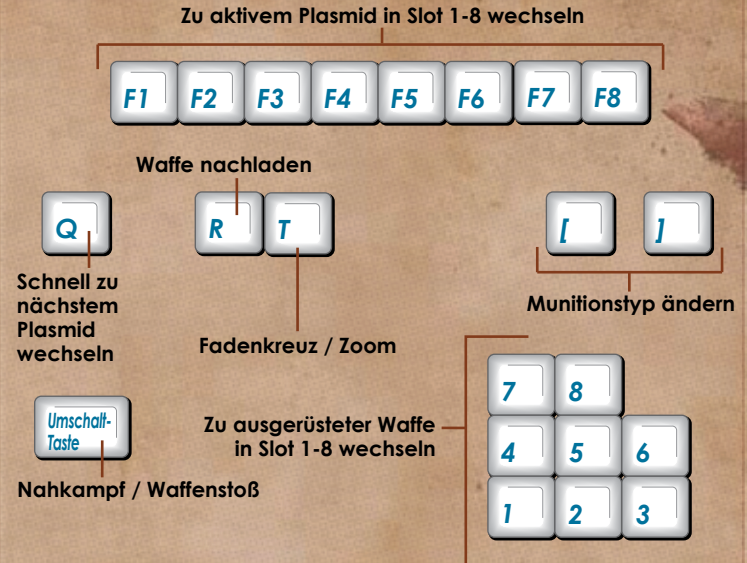 Zu aktivem Plasmid in Slot 1-8 wechseln
F1 F2 F3 F4 F5 F6 F7 F8
Waffe nachladen
Q
R T
[ ]
Schnell zu
nächstem
Plasmid
wechseln
Fadenkreuz / Zoom
Munitionstyp ändern
Umschalt-
Taste
Nahkampf / Waffenstoß
Zu ausgerüsteter Waffe
in Slot 1-8 wechseln
7 8
4 5 6
1 2 3